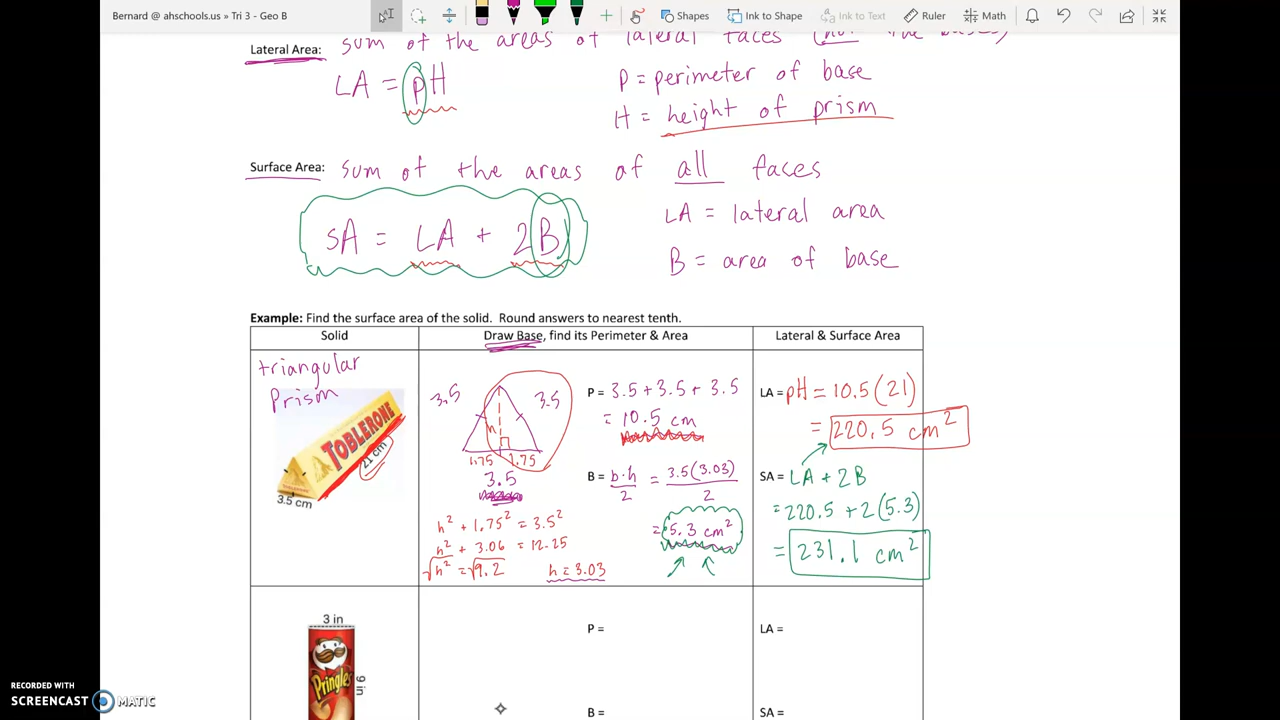 Bernard @ ahschools.us » Tri 3 - Geo B
Shapes
Ink to Shape
Ink to Text
Ruler
Math
Lateral Area: sum of the areas of lateral faces (not the bases)
LA = pH
P = perimeter of base
H = height of prism
Surface Area: sum of the areas of all faces
SA = LA + 2B
LA = lateral area
B = area of base
Example: Find the surface area of the solid. Round answers to nearest tenth.
Solid
Draw Base, find its Perimeter & Area
Lateral & Surface Area
triangular
Prism
TOBLERONE
21 cm
3.5 cm
3.5
3.5
h
1.75 1.75
3.5
h² + 1.75² = 3.5²
h² + 3.06 = 12.25
√h² = √9.2
h = 3.03
P = 3.5 + 3.5 + 3.5
= 10.5 cm
B = b·h/2 = 3.5(3.03)/2
= 5.3 cm²
LA = pH = 10.5(21)
= 220.5 cm²
SA = LA + 2B
= 220.5 + 2(5.3)
= 231.1 cm²
3 in
Pringles
9 in
P =
B =
LA =
SA =
RECORDED WITH
SCREENCAST MATIC